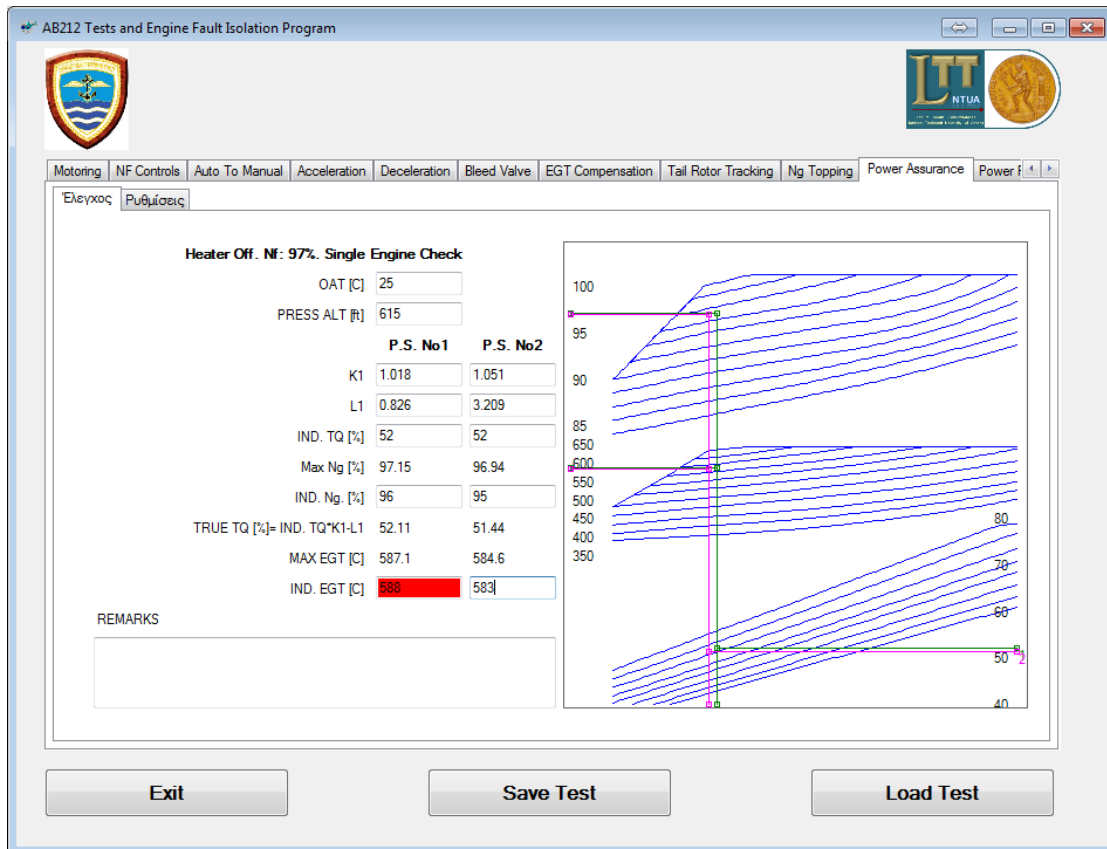 AB212 Tests and Engine Fault Isolation Program
LTT
NTUA
Motoring NF Controls Auto To Manual Acceleration Deceleration Bleed Valve EGT Compensation Tail Rotor Tracking Ng Topping Power Assurance Power
Έλεγχος Ρυθμίσεις
Heater Off. Nf: 97%. Single Engine Check
OAT [C] 25
PRESS ALT [ft] 615
P.S. No1 P.S. No2
K1 1.018 1.051
L1 0.826 3.209
IND. TQ [%] 52 52
Max Ng [%] 97.15 96.94
IND. Ng. [%] 96 95
TRUE TQ [%]= IND. TQ*K1-L1 52.11 51.44
MAX EGT [C] 587.1 584.6
IND. EGT [C] 588 583
REMARKS
100
95
90
85
650
600
550
500
450
400
350
80
70
60
50
2
40
Exit Save Test Load Test